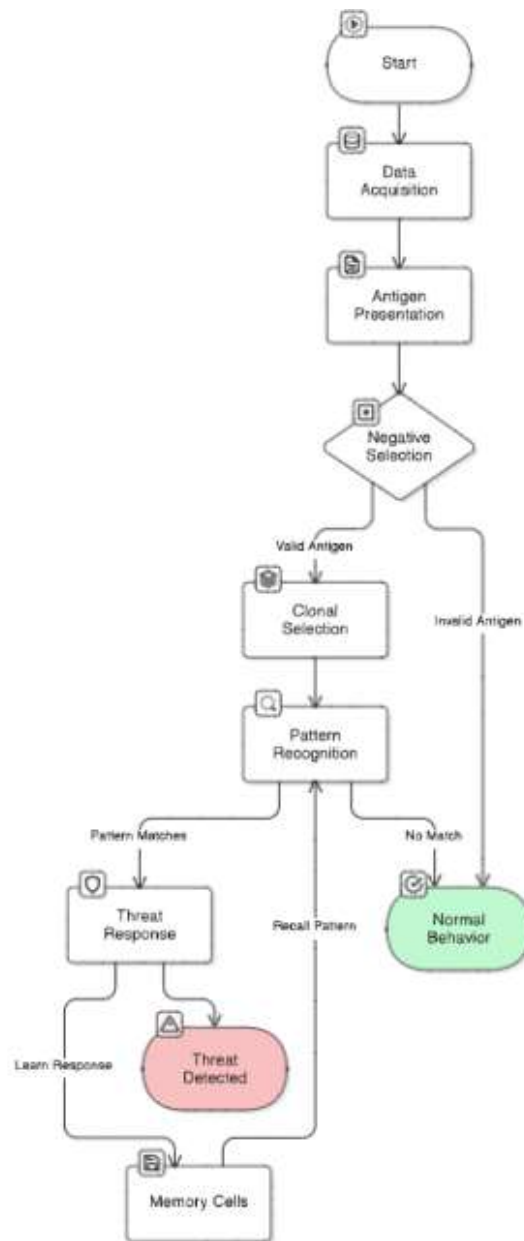 Start
Data
Acquisition
Antigen
Presentation
Negative
Selection
Valid Antigen
Invalid Antigen
Clonal
Selection
Pattern
Recognition
Pattern Matches
No Match
Threat
Response
Recall Pattern
Normal
Behavior
Learn Response
Threat
Detected
Memory Cells